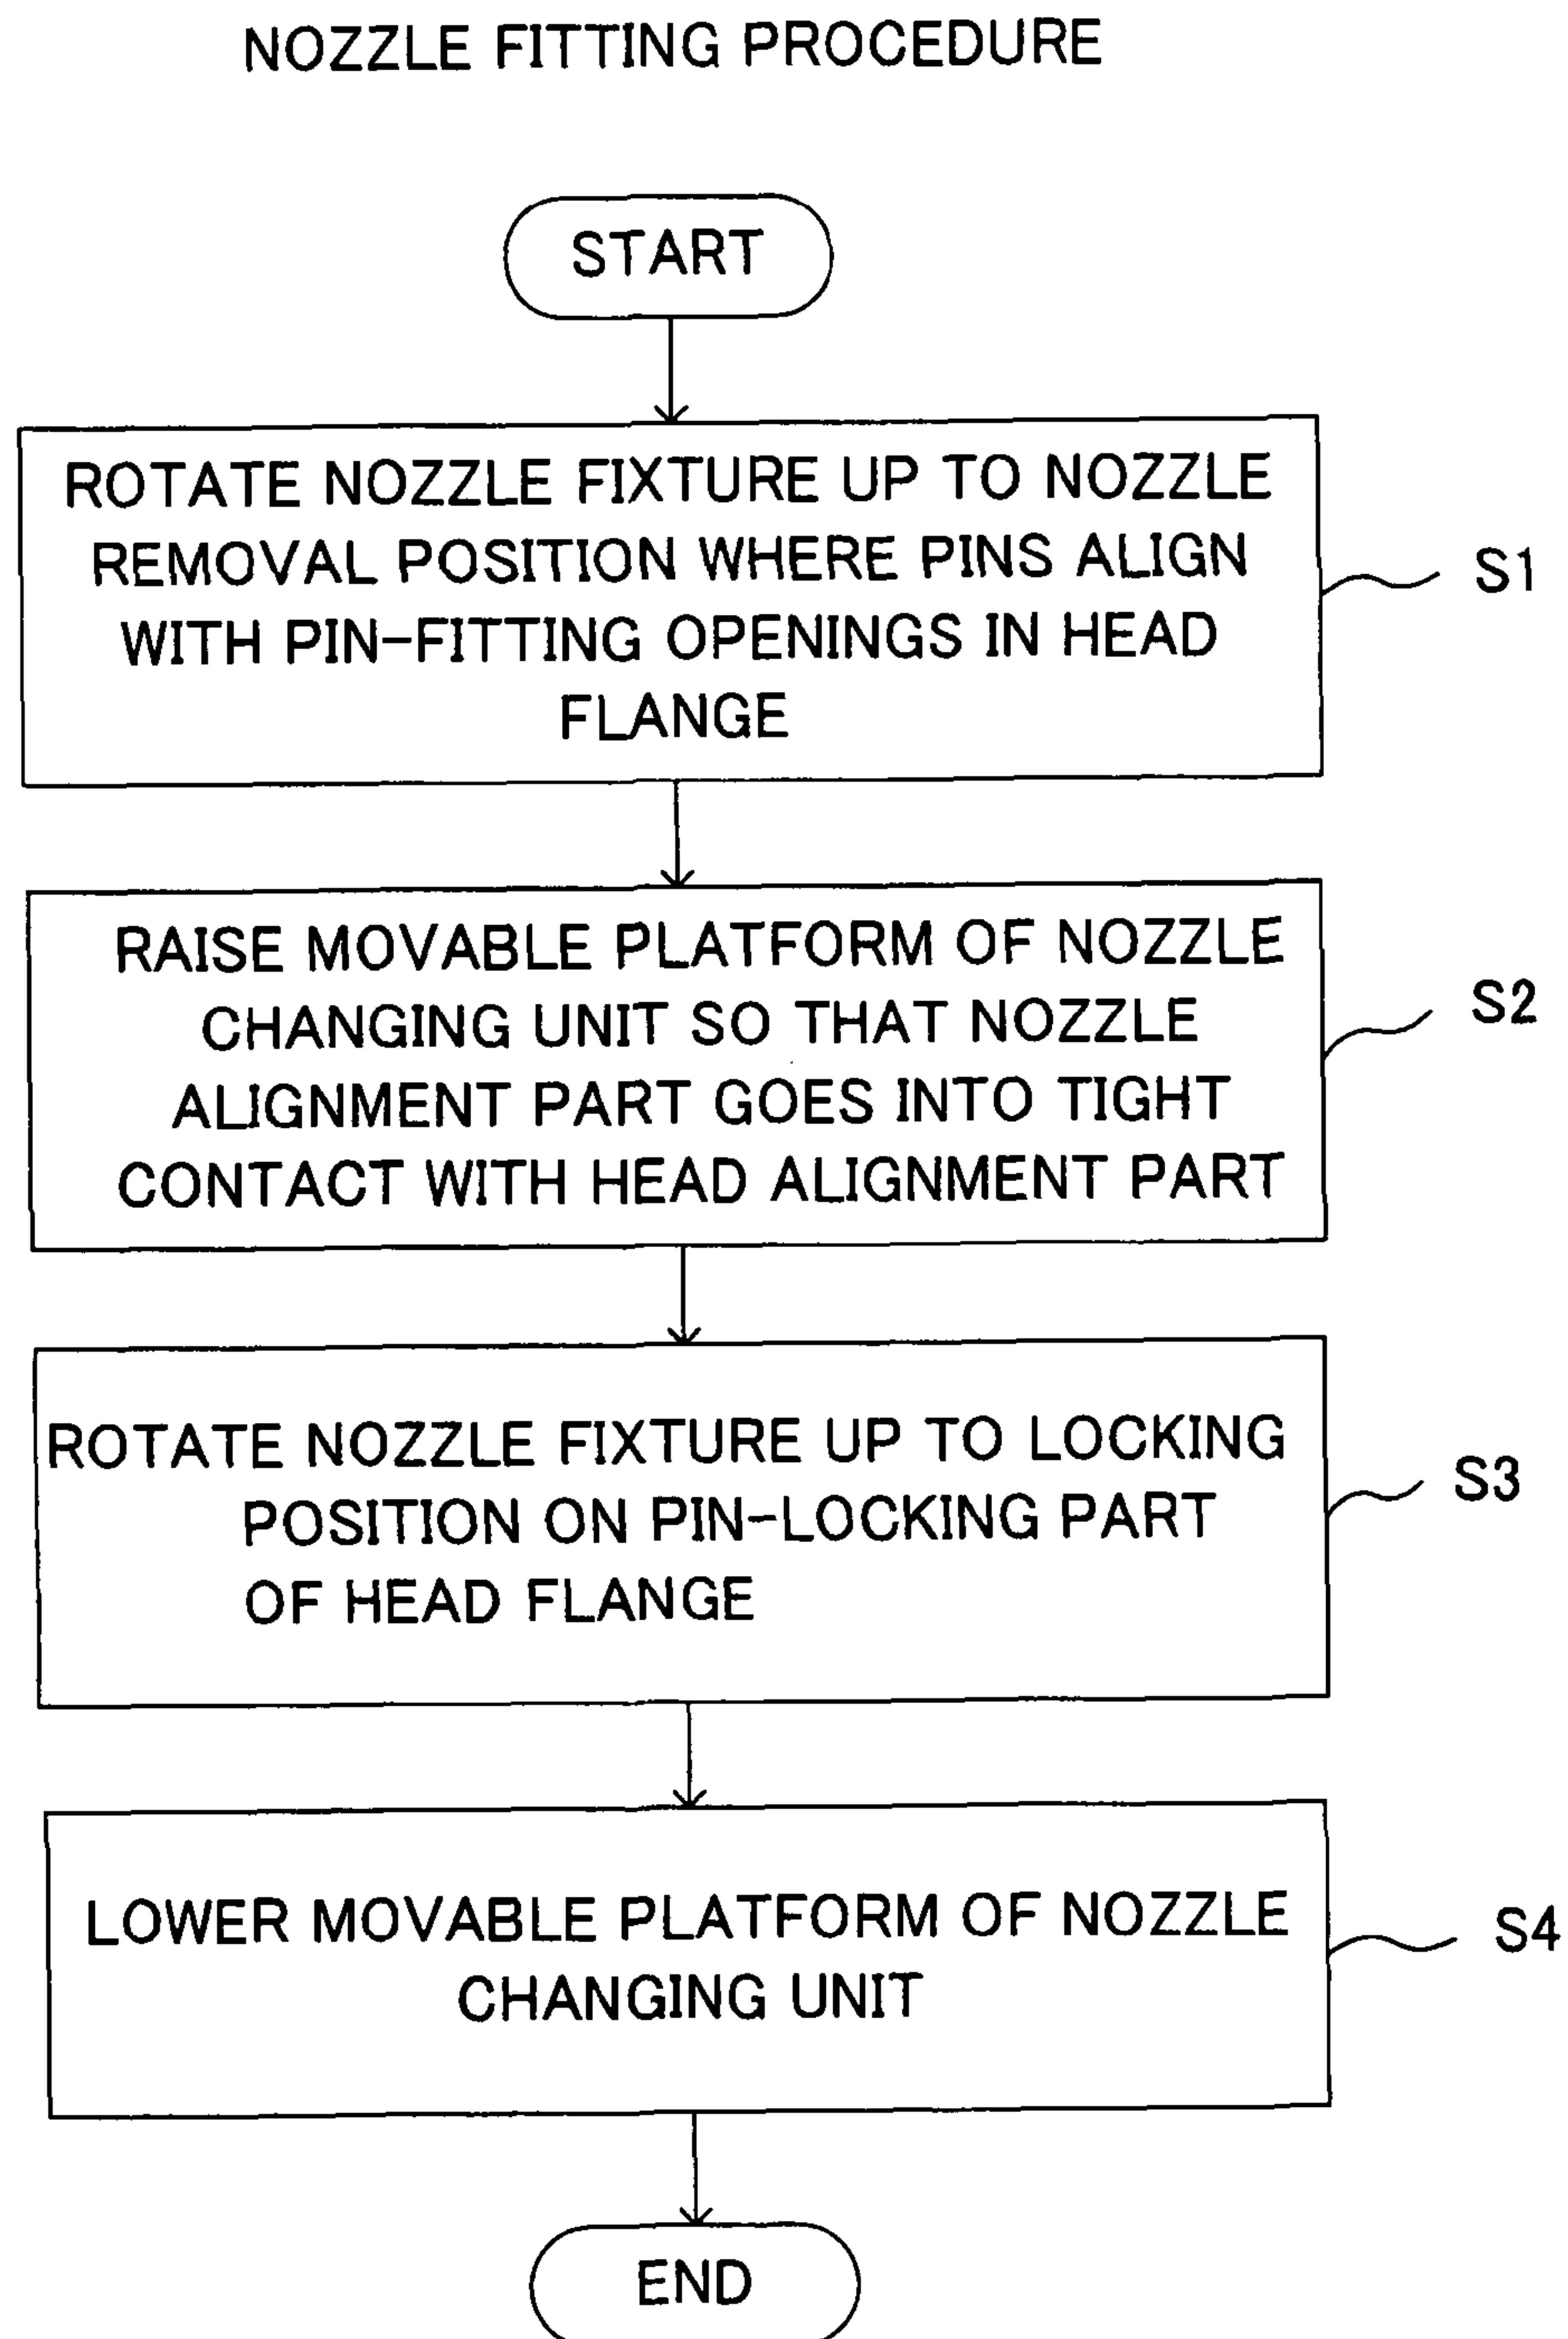 NOZZLE FITTING PROCEDURE
START
ROTATE NOZZLE FIXTURE UP TO NOZZLE
REMOVAL POSITION WHERE PINS ALIGN
WITH PIN-FITTING OPENINGS IN HEAD
FLANGE
S1
RAISE MOVABLE PLATFORM OF NOZZLE
CHANGING UNIT SO THAT NOZZLE
ALIGNMENT PART GOES INTO TIGHT
CONTACT WITH HEAD ALIGNMENT PART
S2
ROTATE NOZZLE FIXTURE UP TO LOCKING
POSITION ON PIN-LOCKING PART
OF HEAD FLANGE
S3
LOWER MOVABLE PLATFORM OF NOZZLE
CHANGING UNIT
S4
END